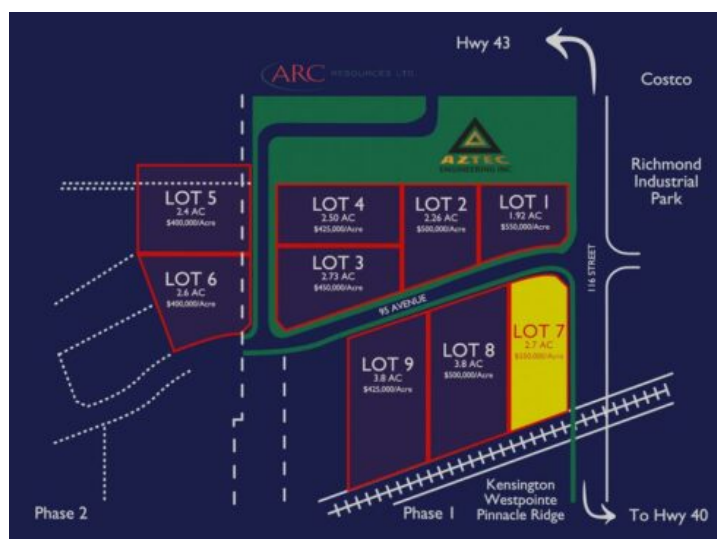 Hwy 43
ARC RESOURCES LTD.
Costco
AZTEC
ENGINEERING INC
Richmond
Industrial
Park
LOT 5
2.4 AC
$400,000/Acre
LOT 4
2.50 AC
$425,000/Acre
LOT 2
2.26 AC
$500,000/Acre
LOT 1
1.92 AC
$550,000/Acre
LOT 6
2.6 AC
$400,000/Acre
LOT 3
2.73 AC
$450,000/Acre
116 STREET
95 AVENUE
LOT 7
2.7 AC
$550,000/Acre
LOT 8
3.8 AC
$500,000/Acre
LOT 9
3.8 AC
$425,000/Acre
Phase 2
Phase 1
Kensington
Westpointe
Pinnacle Ridge
To Hwy 40